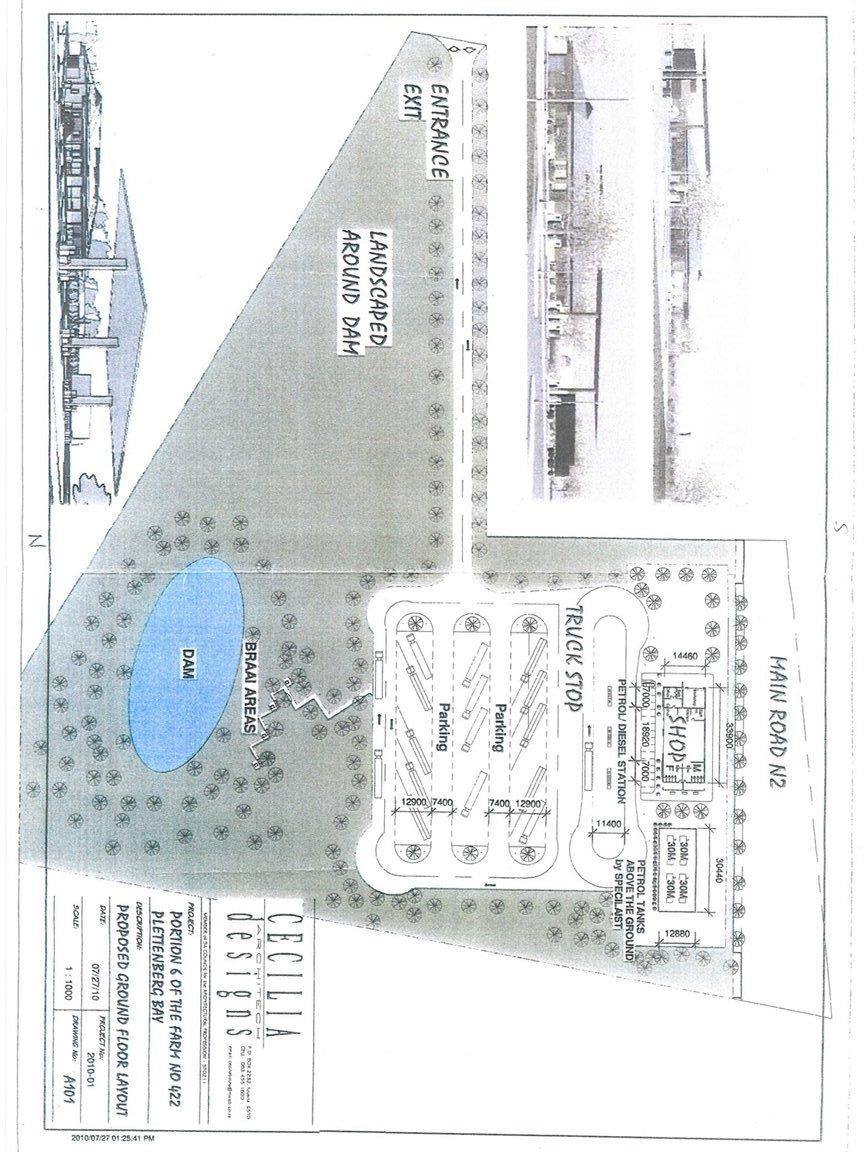 S
MAIN ROAD N2
ENTRANCE
EXIT
LANDSCAPED
AROUND DAM
TRUCK STOP
14460
33900
SHOP
M
F
7000
18920
7000
PETROL/ DIESEL STATION
11400
30440
30M
30M
30M
30M
12880
PETROL TANKS
ABOVE THE GROUND
by SPECILAIST)
Parking
Parking
12900
7400
7400
12900
BRAAI AREAS
DAM
N
CECILIA
ARCHITECH
designs
PROJECT:
PORTION 6 OF THE FARM NO 422
PLETTENBERG BAY
DESCRIPTION:
PROPOSED GROUND FLOOR LAYOUT
DATE:
07/27/10
PROJECT No:
2010-01
SCALE:
1 : 1000
DRAWING No:
A101
2010/07/27 01:25:41 PM